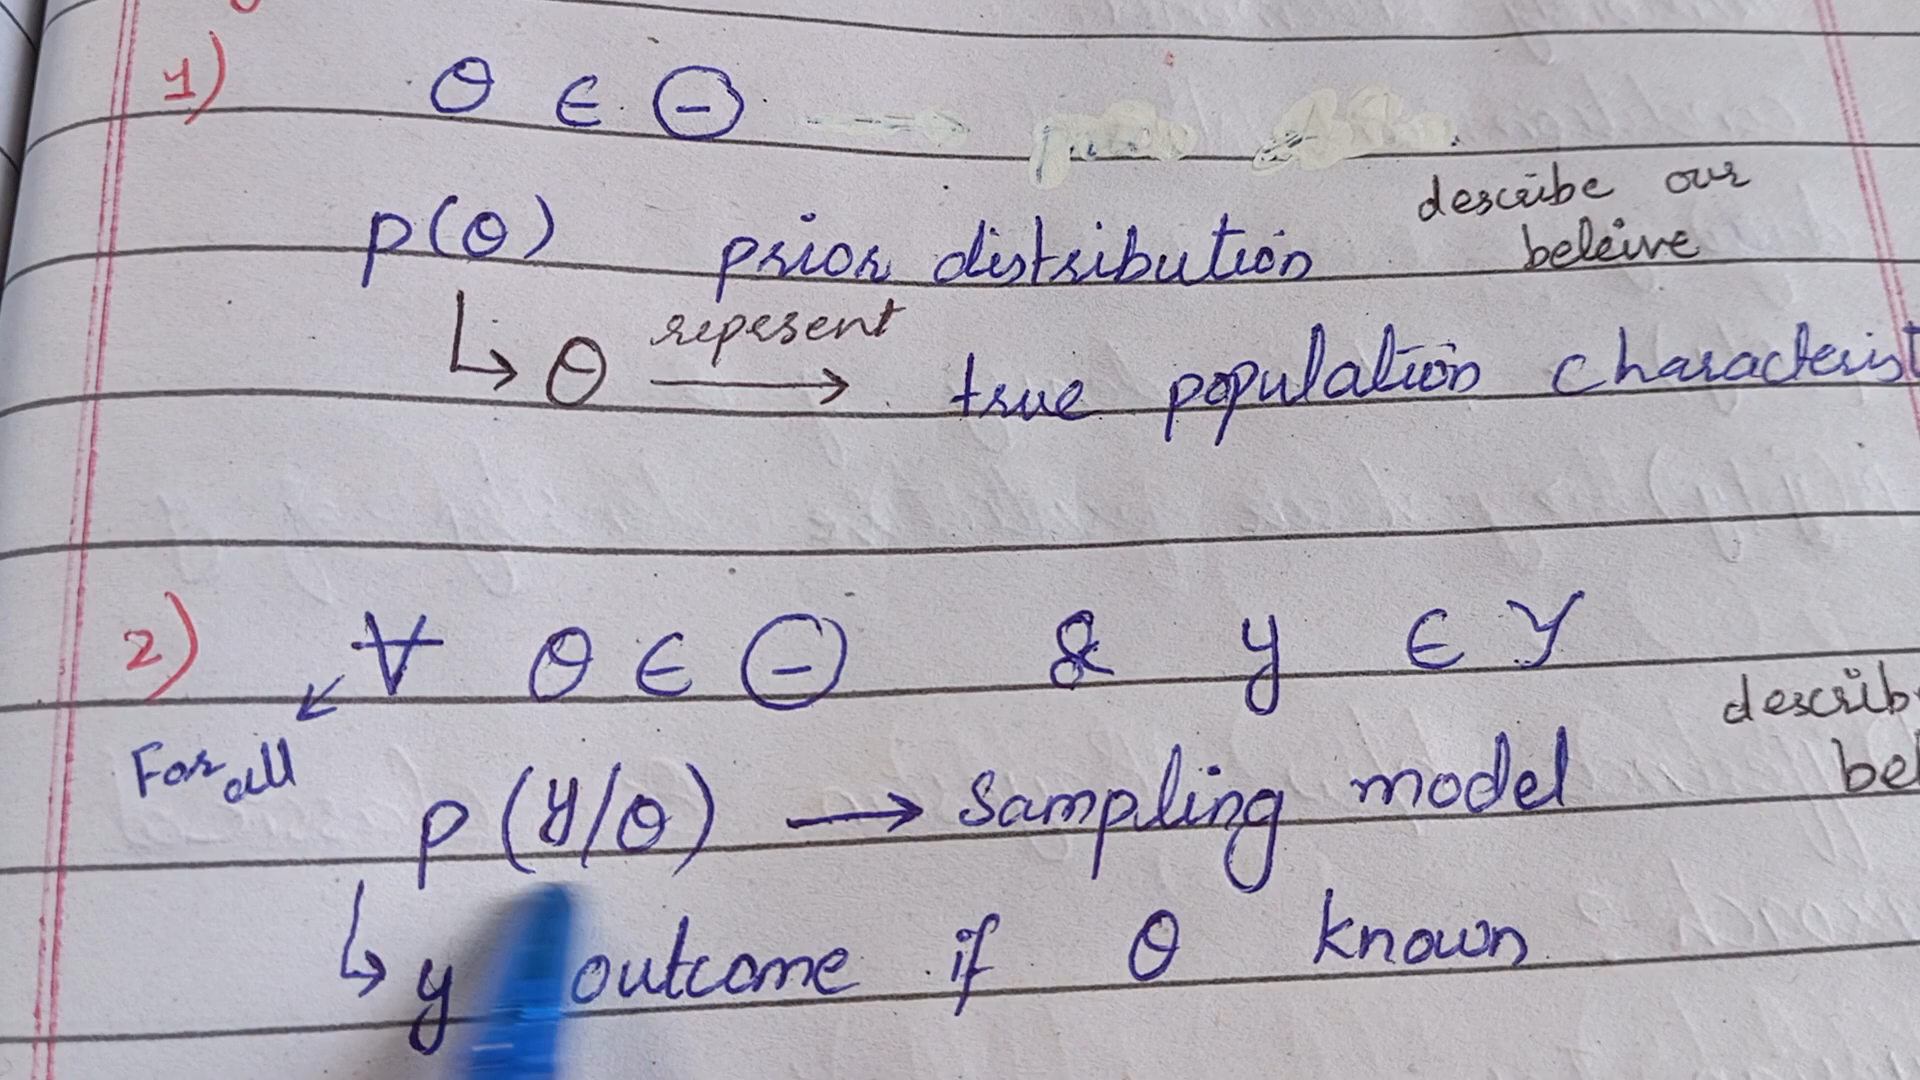 1) θ ∈ Θ
describe our
p(θ) prior distribution beleive
↳ θ repesent → true population characterist
2) ∀ θ ∈ Θ & y ∈ Y
describ
For all
p(y/θ) → sampling model bel
↳ y outcome if θ known